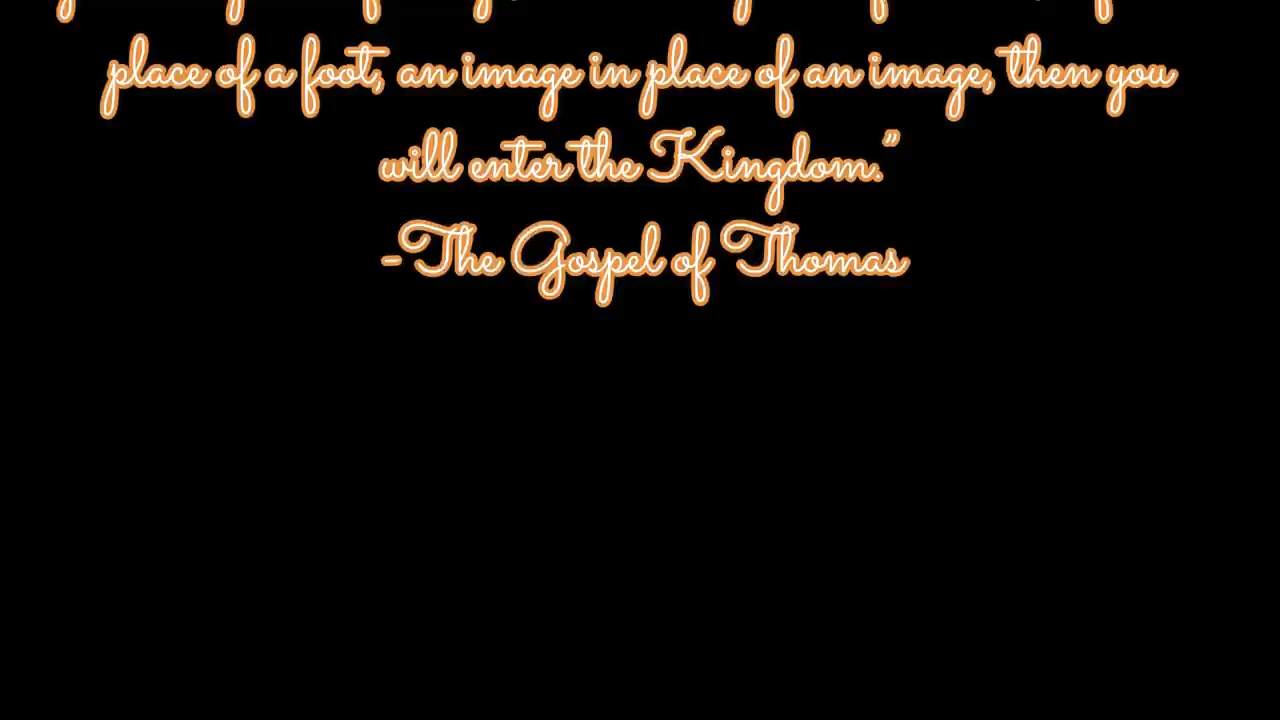 place of a foot, an image in place of an image, then you
will enter the Kingdom.”
-The Gospel of Thomas